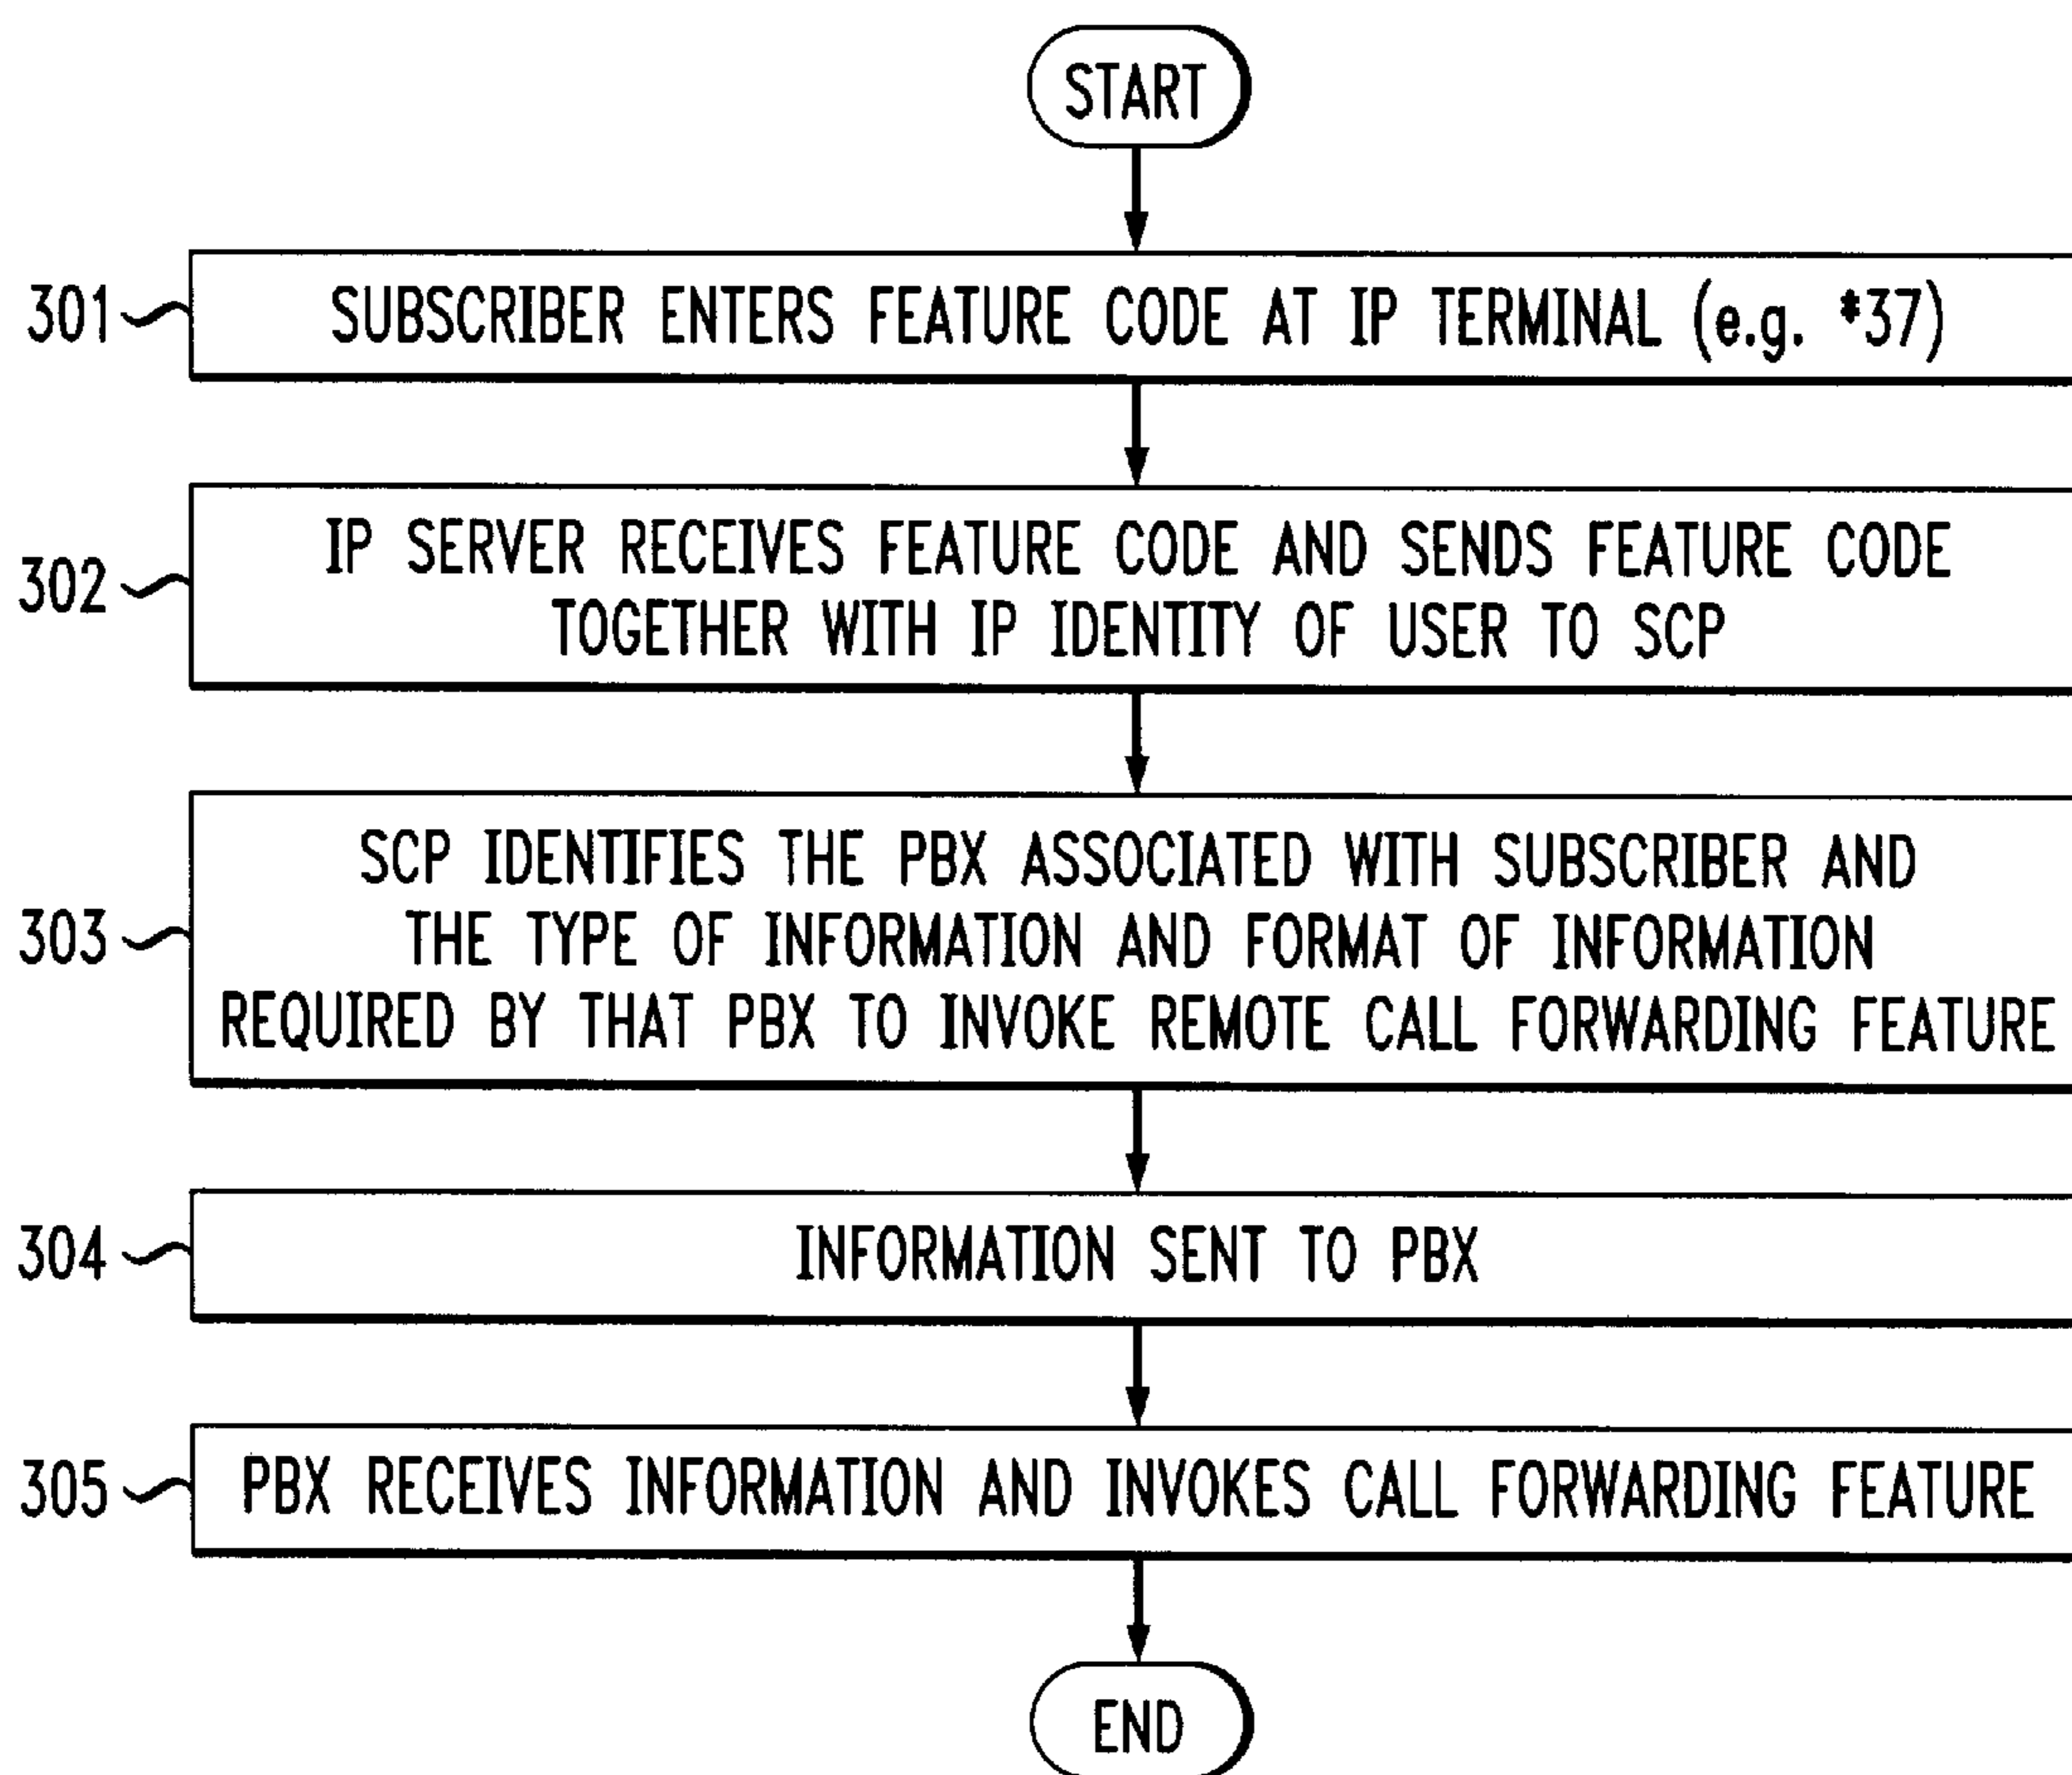 START
301
SUBSCRIBER ENTERS FEATURE CODE AT IP TERMINAL (e.g. *37)
302
IP SERVER RECEIVES FEATURE CODE AND SENDS FEATURE CODE
TOGETHER WITH IP IDENTITY OF USER TO SCP
303
SCP IDENTIFIES THE PBX ASSOCIATED WITH SUBSCRIBER AND
THE TYPE OF INFORMATION AND FORMAT OF INFORMATION
REQUIRED BY THAT PBX TO INVOKE REMOTE CALL FORWARDING FEATURE
304
INFORMATION SENT TO PBX
305
PBX RECEIVES INFORMATION AND INVOKES CALL FORWARDING FEATURE
END